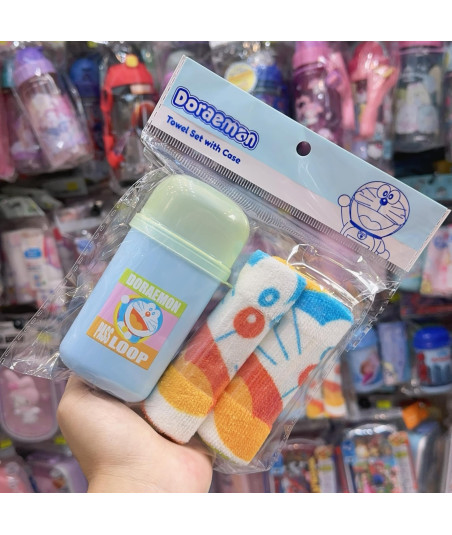 Doraemon
Towel Set with Case
DORAEMON
LOOP